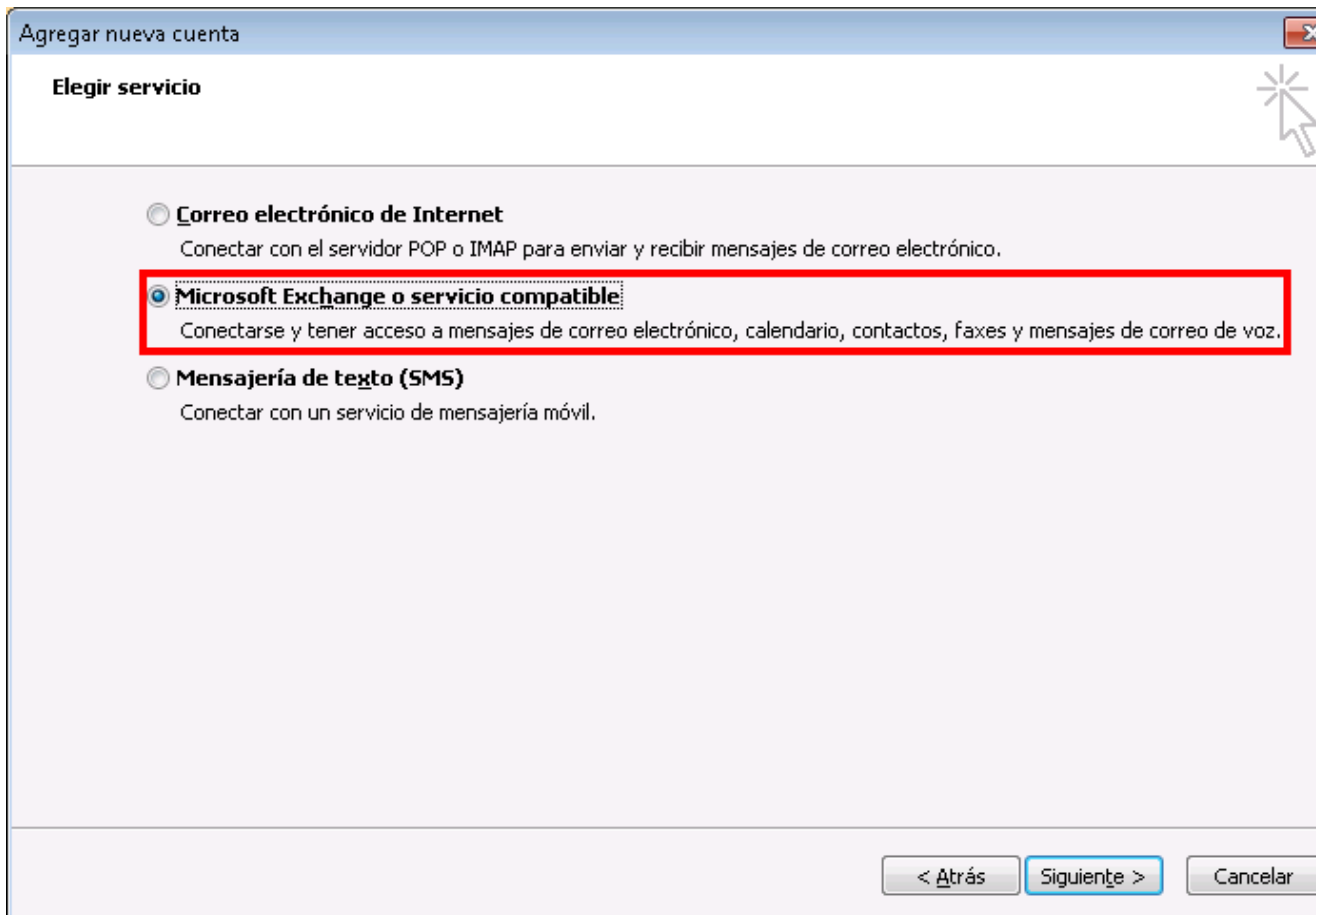 Agregar nueva cuenta
Elegir servicio
Correo electrónico de Internet
Conectar con el servidor POP o IMAP para enviar y recibir mensajes de correo electrónico.
Microsoft Exchange o servicio compatible
Conectarse y tener acceso a mensajes de correo electrónico, calendario, contactos, faxes y mensajes de correo de voz.
Mensajería de texto (SMS)
Conectar con un servicio de mensajería móvil.
< Atrás Siguiente > Cancelar